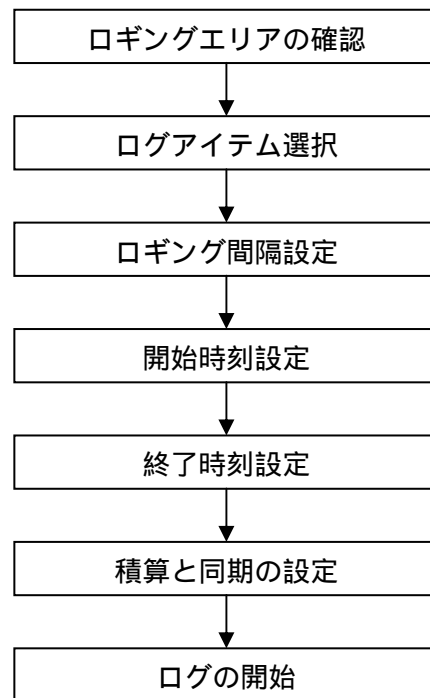 ロギングエリアの確認
ログアイテム選択
ロギング間隔設定
開始時刻設定
終了時刻設定
積算と同期の設定
ログの開始